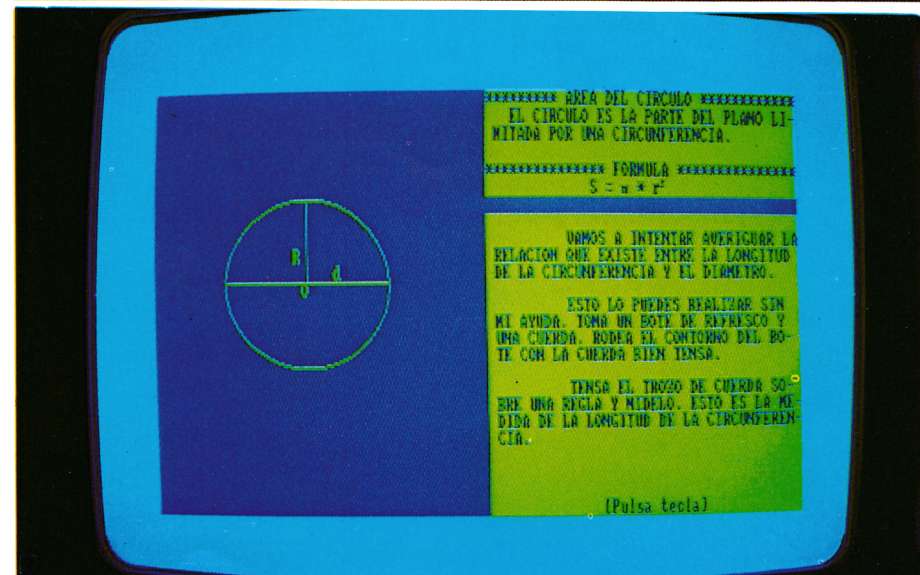 ********* AREA DEL CIRCULO ***********
EL CIRCULO ES LA PARTE DEL PLANO LI-
MITADA POR UNA CIRCUNFERENCIA.
************** FORMULA **************
S = π * r²
R
d
O
VAMOS A INTENTAR AVERIGUAR LA
RELACION QUE EXISTE ENTRE LA LONGITUD
DE LA CIRCUNFERENCIA Y EL DIAMETRO.
ESTO LO PUEDES REALIZAR SIN
MI AYUDA. TOMA UN BOTE DE REFRESCO Y
UNA CUERDA. RODEA EL CONTORNO DEL BO-
TE CON LA CUERDA BIEN TENSA.
TENSA EL TROZO DE CUERDA SO-
BRE UNA REGLA Y MIDELO. ESTO ES LA ME-
DIDA DE LA LONGITUD DE LA CIRCUNFEREN-
CIA.
[Pulsa tecla]